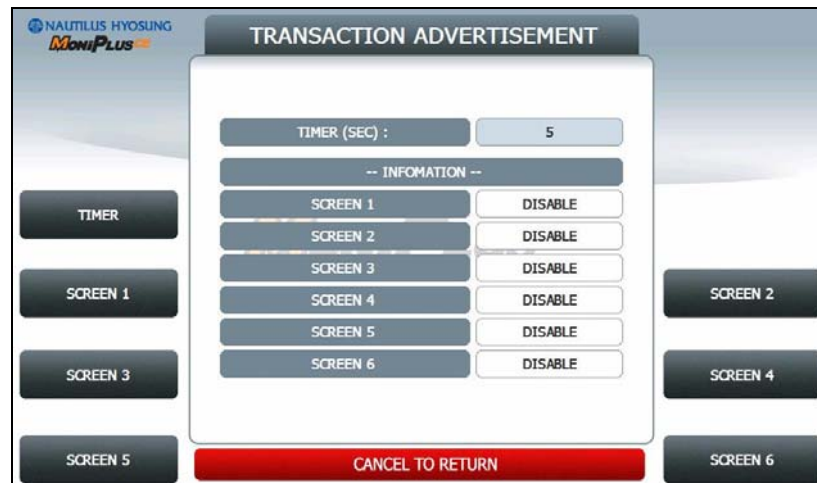 NAUTILUS HYOSUNG
MONIPLUS CE
TRANSACTION ADVERTISEMENT
TIMER (SEC) : 5
-- INFOMATION --
SCREEN 1 DISABLE
SCREEN 2 DISABLE
SCREEN 3 DISABLE
SCREEN 4 DISABLE
SCREEN 5 DISABLE
SCREEN 6 DISABLE
TIMER
SCREEN 1
SCREEN 2
SCREEN 3
SCREEN 4
SCREEN 5
CANCEL TO RETURN
SCREEN 6